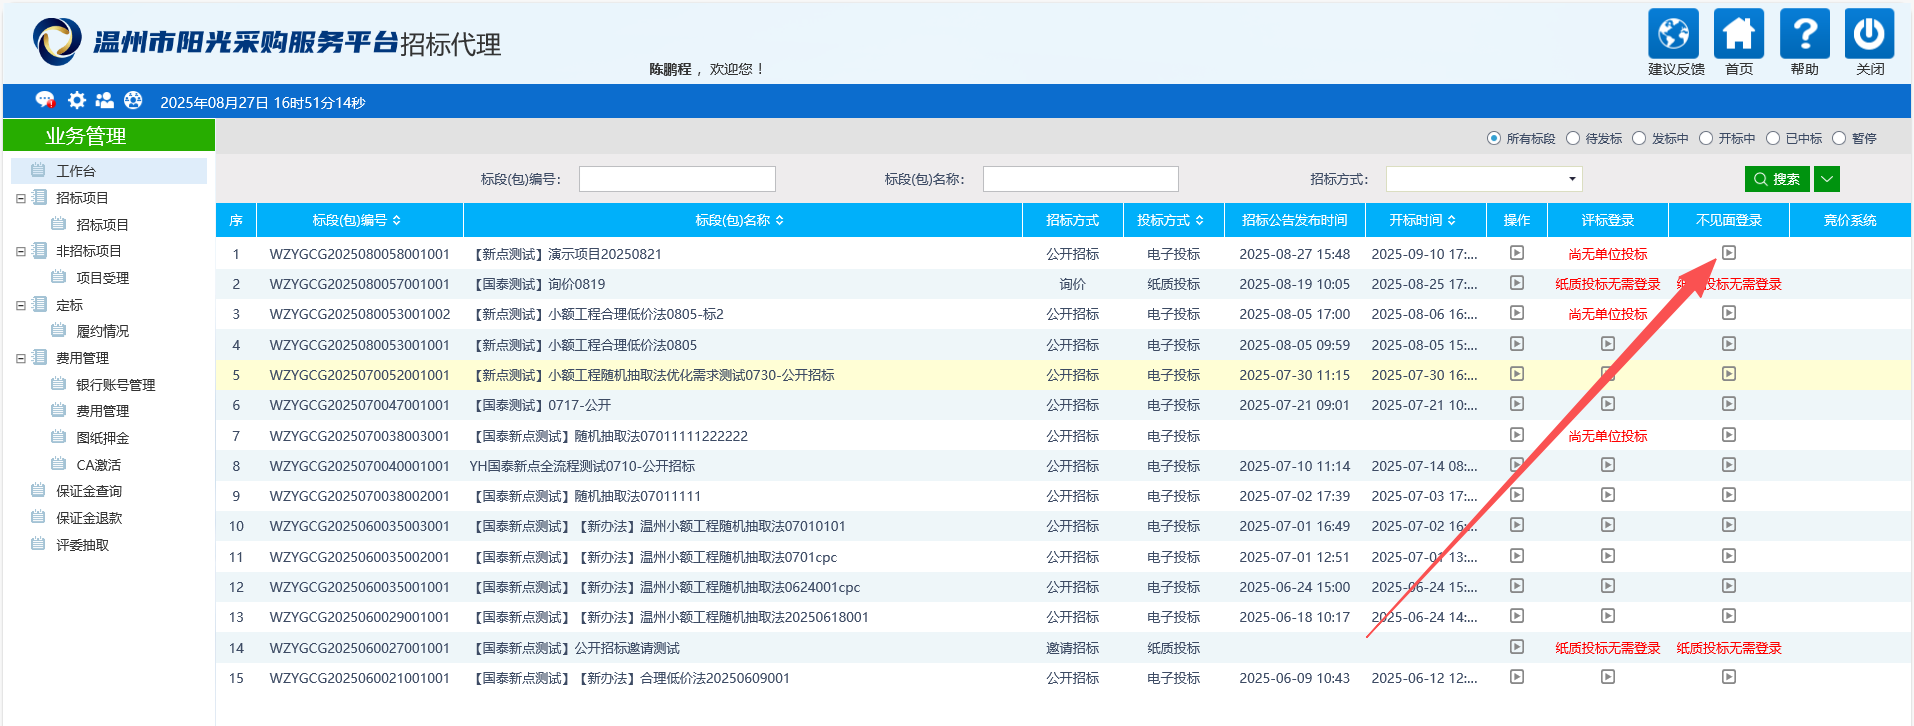 温州市阳光采购服务平台招标代理
陈鹏程 ，欢迎您！
建议反馈 首页 帮助 关闭
2025年08月27日 16时51分14秒
业务管理
工作台
招标项目
招标项目
非招标项目
项目受理
定标
履约情况
费用管理
银行账号管理
费用管理
图纸押金
CA激活
保证金查询
保证金退款
评委抽取
所有标段 待发标 发标中 开标中 已中标 暂停
标段(包)编号： 标段(包)名称： 招标方式： 搜索
序 标段(包)编号 标段(包)名称 招标方式 投标方式 招标公告发布时间 开标时间 操作 评标登录 不见面登录 竞价系统
1 WZYGCG2025080058001001 【新点测试】演示项目20250821 公开招标 电子投标 2025-08-27 15:48 2025-09-10 17:... 尚无单位投标
2 WZYGCG2025080057001001 【国泰测试】询价0819 询价 纸质投标 2025-08-19 10:05 2025-08-25 17:... 纸质投标无需登录 纸质投标无需登录
3 WZYGCG2025080053001002 【新点测试】小额工程合理低价法0805-标2 公开招标 电子投标 2025-08-05 17:00 2025-08-06 16:... 尚无单位投标
4 WZYGCG2025080053001001 【新点测试】小额工程合理低价法0805 公开招标 电子投标 2025-08-05 09:59 2025-08-05 15:...
5 WZYGCG2025070052001001 【新点测试】小额工程随机抽取法优化需求测试0730-公开招标 公开招标 电子投标 2025-07-30 11:15 2025-07-30 16:...
6 WZYGCG2025070047001001 【国泰测试】0717-公开 公开招标 电子投标 2025-07-21 09:01 2025-07-21 10:...
7 WZYGCG2025070038003001 【国泰新点测试】随机抽取法07011111222222 公开招标 电子投标 尚无单位投标
8 WZYGCG2025070040001001 YH国泰新点全流程测试0710-公开招标 公开招标 电子投标 2025-07-10 11:14 2025-07-14 08:...
9 WZYGCG2025070038002001 【国泰新点测试】随机抽取法07011111 公开招标 电子投标 2025-07-02 17:39 2025-07-03 17:...
10 WZYGCG2025060035003001 【国泰新点测试】【新办法】温州小额工程随机抽取法07010101 公开招标 电子投标 2025-07-01 16:49 2025-07-02 16:...
11 WZYGCG2025060035002001 【国泰新点测试】【新办法】温州小额工程随机抽取法0701cpc 公开招标 电子投标 2025-07-01 12:51 2025-07-01 13:...
12 WZYGCG2025060035001001 【国泰新点测试】【新办法】温州小额工程随机抽取法0624001cpc 公开招标 电子投标 2025-06-24 15:00 2025-06-24 15:...
13 WZYGCG2025060029001001 【国泰新点测试】【新办法】温州小额工程随机抽取法20250618001 公开招标 电子投标 2025-06-18 10:17 2025-06-24 14:...
14 WZYGCG2025060027001001 【国泰新点测试】公开招标邀请测试 邀请招标 纸质投标 纸质投标无需登录 纸质投标无需登录
15 WZYGCG2025060021001001 【国泰新点测试】【新办法】合理低价法20250609001 公开招标 电子投标 2025-06-09 10:43 2025-06-12 12:...